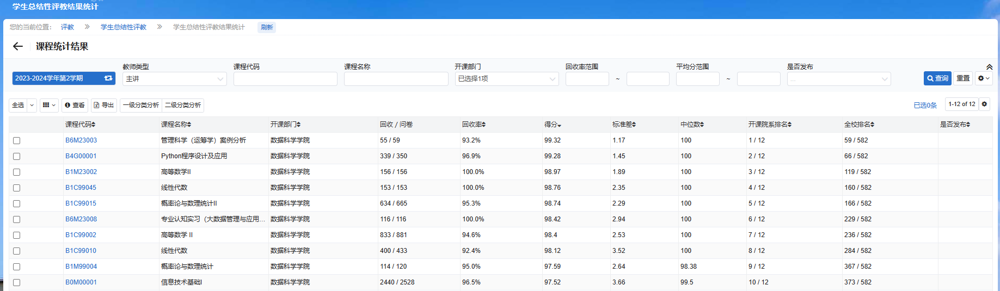 学生总结性评教结果统计
您的当前位置: 评教 学生总结性评教 学生总结性评教结果统计 刷新
课程统计结果
教师类型 课程代码 课程名称 开课部门 回收率范围 平均分范围 是否发布
2023-2024学年第2学期 主讲 已选择1项 ~ ~ ... 查询 重置
全选 查看 导出 一级分类分析 二级分类分析 已选0条 1-12 of 12
课程代码 课程名称 开课部门 回收 / 问卷 回收率 得分 标准差 中位数 开课院系排名 全校排名 是否发布
B6M23003 管理科学（运筹学）案例分析 数据科学学院 55 / 59 93.2% 99.32 1.17 100 1 / 12 59 / 582
B4G00001 Python程序设计及应用 数据科学学院 339 / 350 96.9% 99.28 1.45 100 2 / 12 66 / 582
B1M23002 高等数学II 数据科学学院 156 / 156 100.0% 98.97 1.89 100 3 / 12 119 / 582
B1C99045 线性代数 数据科学学院 153 / 153 100.0% 98.76 2.35 100 4 / 12 160 / 582
B1C99015 概率论与数理统计II 数据科学学院 634 / 665 95.3% 98.74 2.29 100 5 / 12 166 / 582
B6M23008 专业认知实习（大数据管理与应用... 数据科学学院 116 / 116 100.0% 98.42 2.94 100 6 / 12 229 / 582
B1C99002 高等数学 II 数据科学学院 833 / 881 94.6% 98.4 2.53 100 7 / 12 236 / 582
B1C99010 线性代数 数据科学学院 400 / 433 92.4% 98.12 3.52 100 8 / 12 284 / 582
B1M99004 概率论与数理统计 数据科学学院 114 / 120 95.0% 97.59 2.64 98.38 9 / 12 367 / 582
B0M00001 信息技术基础I 数据科学学院 2440 / 2528 96.5% 97.52 3.66 99.5 10 / 12 373 / 582